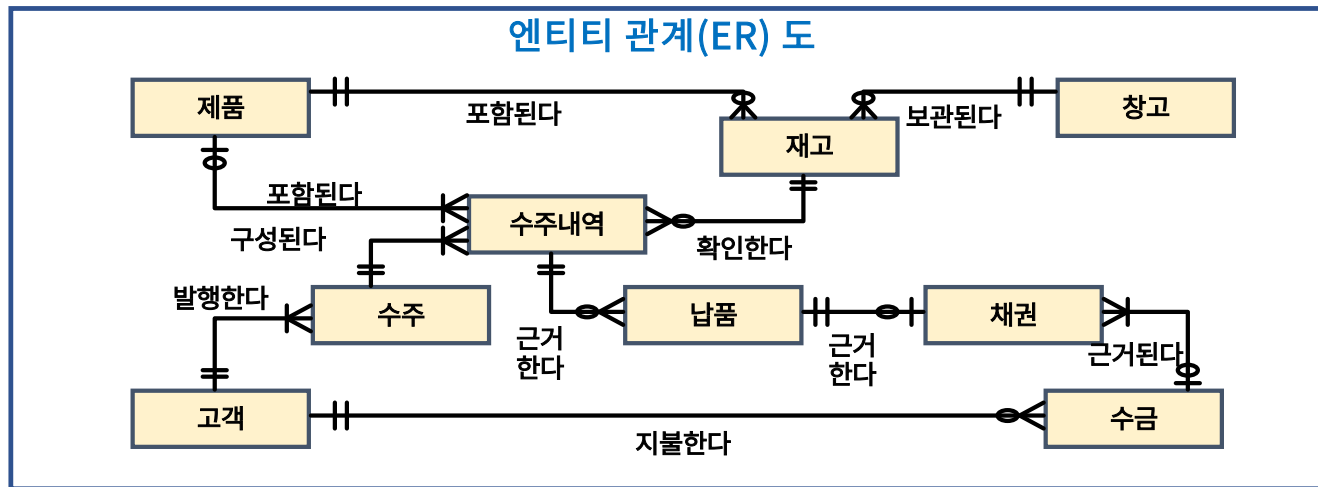 엔티티 관계(ER) 도
제품
포함된다
보관된다
창고
재고
포함된다
수주내역
구성된다
확인한다
발행한다
수주
근거
한다
납품
근거
한다
채권
근거된다
고객
지불한다
수금